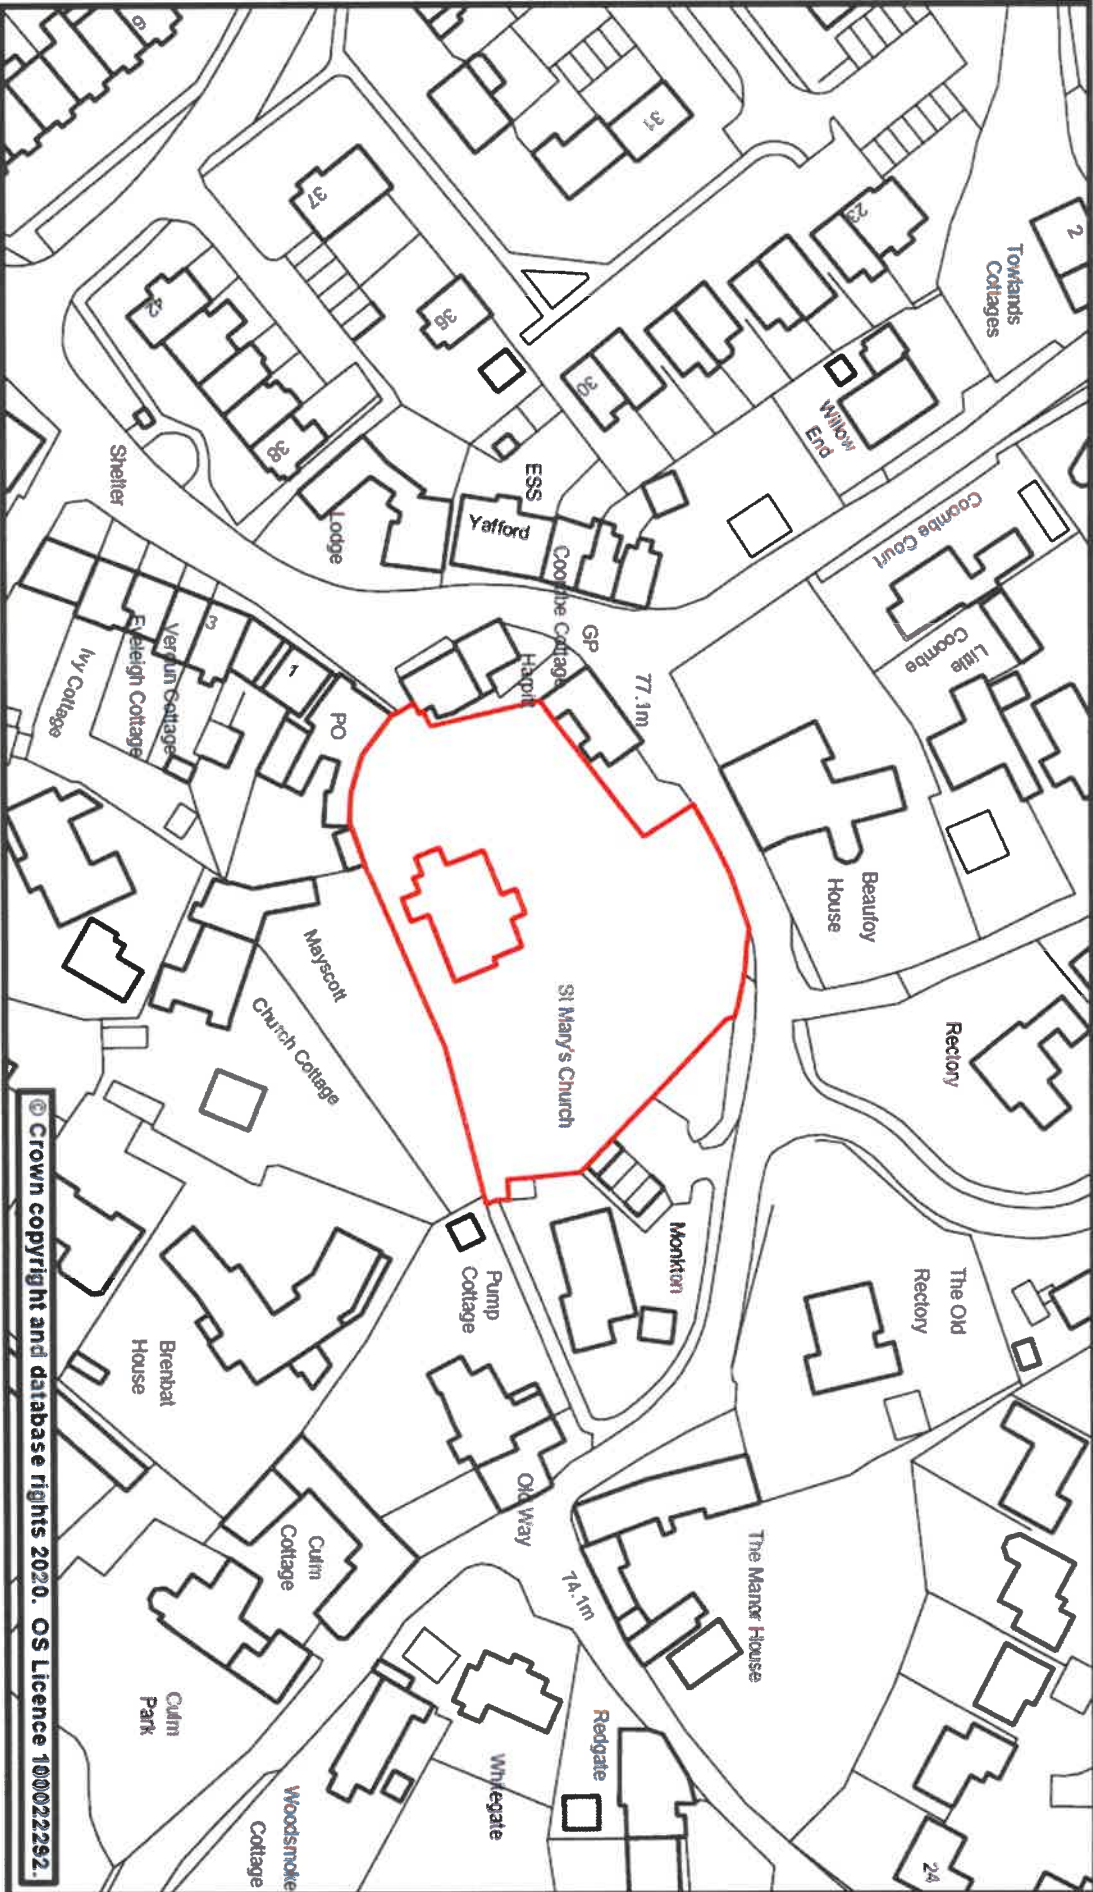 Towlands
Cottages
2
23
31
37
36
30
Willow
End
38
Shelter
Lodge
ESS
Yafford
Coombe Cottage
Coombe Court
Little
Coombe
GP
77.1m
3
1
PO
Verdun Cottage
Eveleigh Cottage
Ivy Cottage
Beaufoy
House
Mayscott
Church Cottage
St Mary's Church
Rectory
Monkton
The Old
Rectory
Pump
Cottage
Brenbat
House
Old Way
Culm
Cottage
The Manor House
74.1m
Culm
Park
Redgate
Whitegate
Woodsmoke
Cottage
24
© Crown copyright and database rights 2020. OS Licence 100022292.